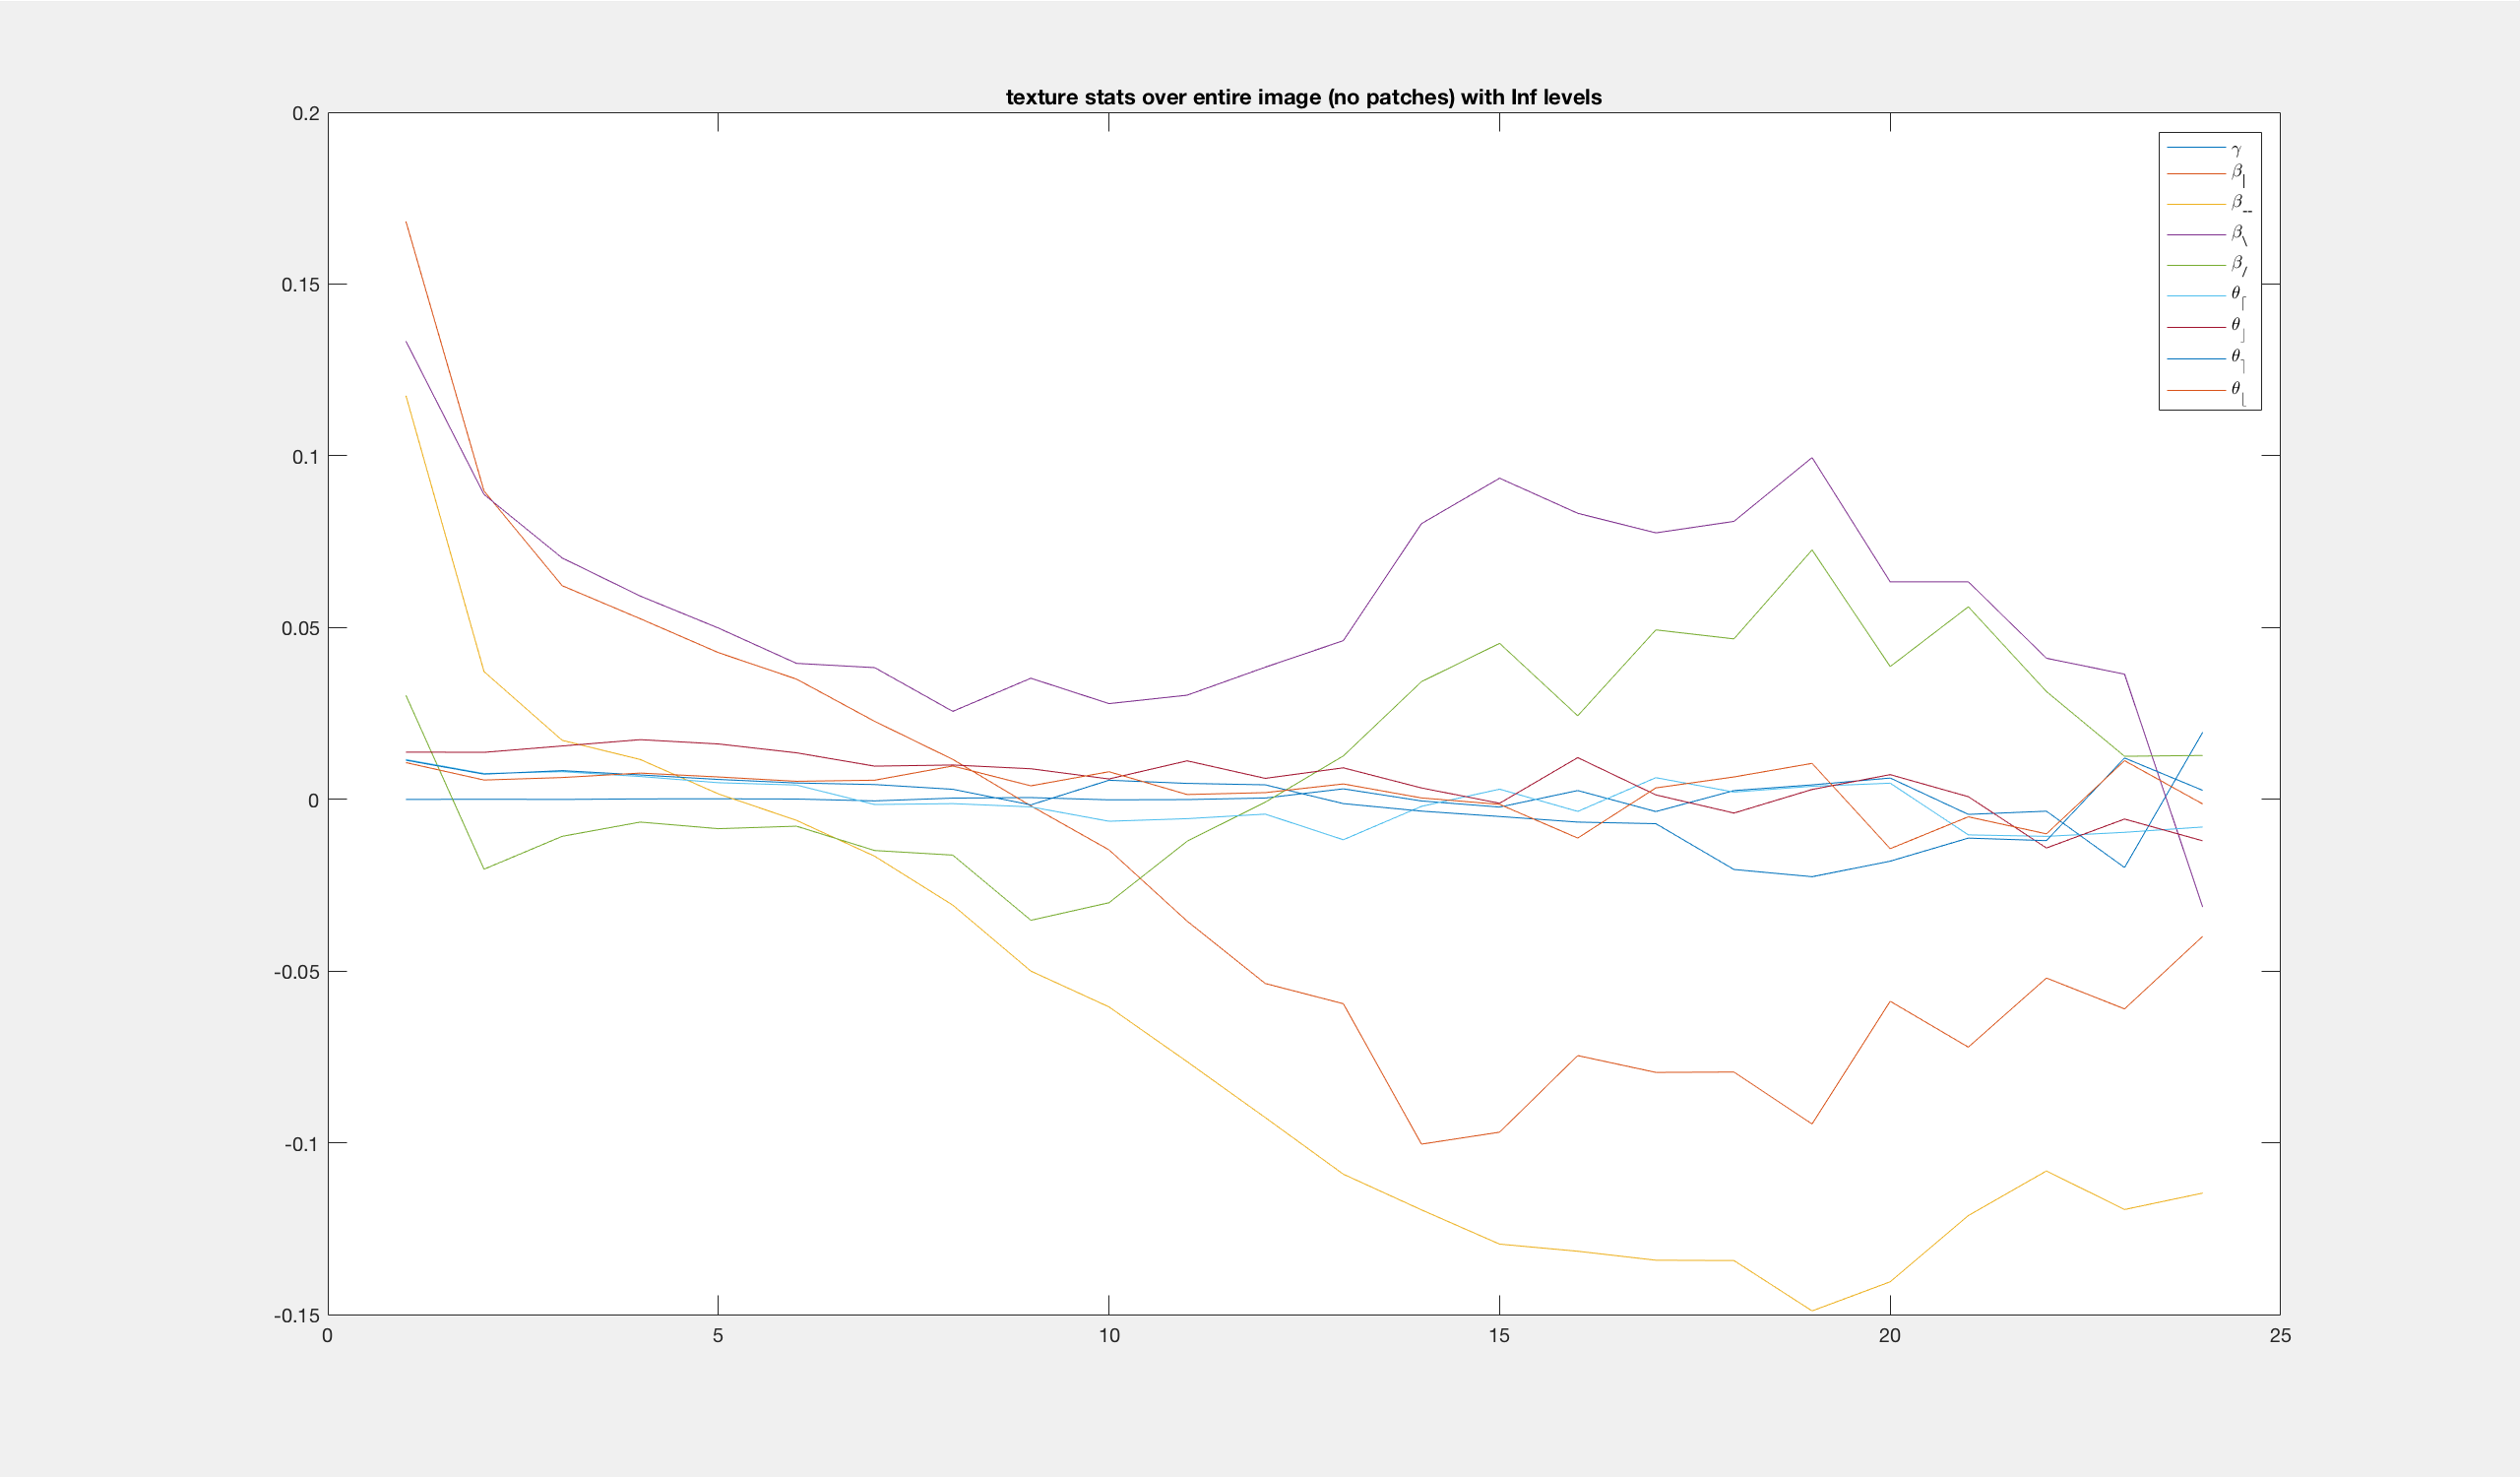 texture stats over entire image (no patches) with Inf levels
0.2
0.15
0.1
0.05
0
-0.05
-0.1
-0.15
0 5 10 15 20 25
γ
β|
β--
β\
β/
θ⌈
θ⌋
θ⌉
θ⌊